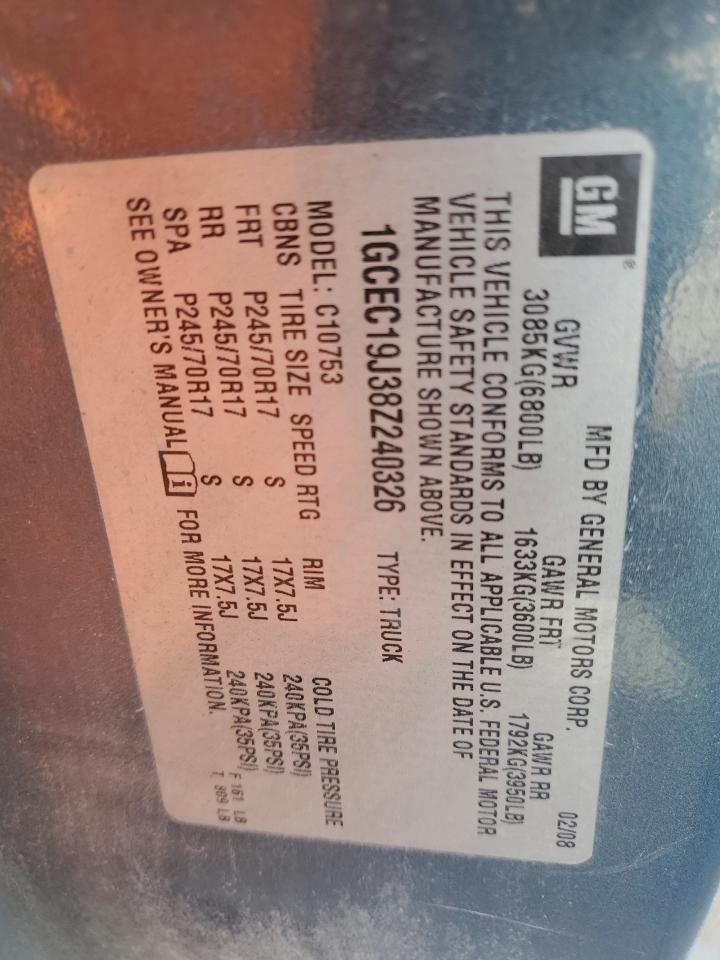 GM
MFD BY GENERAL MOTORS CORP. 02/08
GVWR GAWR FRT GAWR RR
3085KG(6800LB) 1633KG(3600LB) 1792KG(3950LB)
THIS VEHICLE CONFORMS TO ALL APPLICABLE U.S. FEDERAL MOTOR
VEHICLE SAFETY STANDARDS IN EFFECT ON THE DATE OF
MANUFACTURE SHOWN ABOVE.
1GCEC19J38Z240326 TYPE: TRUCK
MODEL: C10753
CBNS TIRE SIZE SPEED RTG RIM COLD TIRE PRESSURE
FRT P245/70R17 S 17X7.5J 240KPA(35PSI)
RR P245/70R17 S 17X7.5J 240KPA(35PSI)
SPA P245/70R17 S 17X7.5J 240KPA(35PSI)
SEE OWNER'S MANUAL i FOR MORE INFORMATION.
F 161 LB
T 909 LB